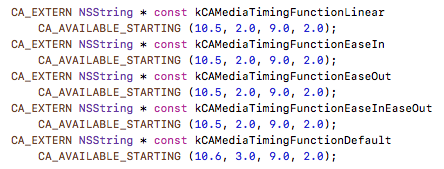 CA_EXTERN NSString * const kCAMediaTimingFunctionLinear
CA_AVAILABLE_STARTING (10.5, 2.0, 9.0, 2.0);
CA_EXTERN NSString * const kCAMediaTimingFunctionEaseIn
CA_AVAILABLE_STARTING (10.5, 2.0, 9.0, 2.0);
CA_EXTERN NSString * const kCAMediaTimingFunctionEaseOut
CA_AVAILABLE_STARTING (10.5, 2.0, 9.0, 2.0);
CA_EXTERN NSString * const kCAMediaTimingFunctionEaseInEaseOut
CA_AVAILABLE_STARTING (10.5, 2.0, 9.0, 2.0);
CA_EXTERN NSString * const kCAMediaTimingFunctionDefault
CA_AVAILABLE_STARTING (10.6, 3.0, 9.0, 2.0);